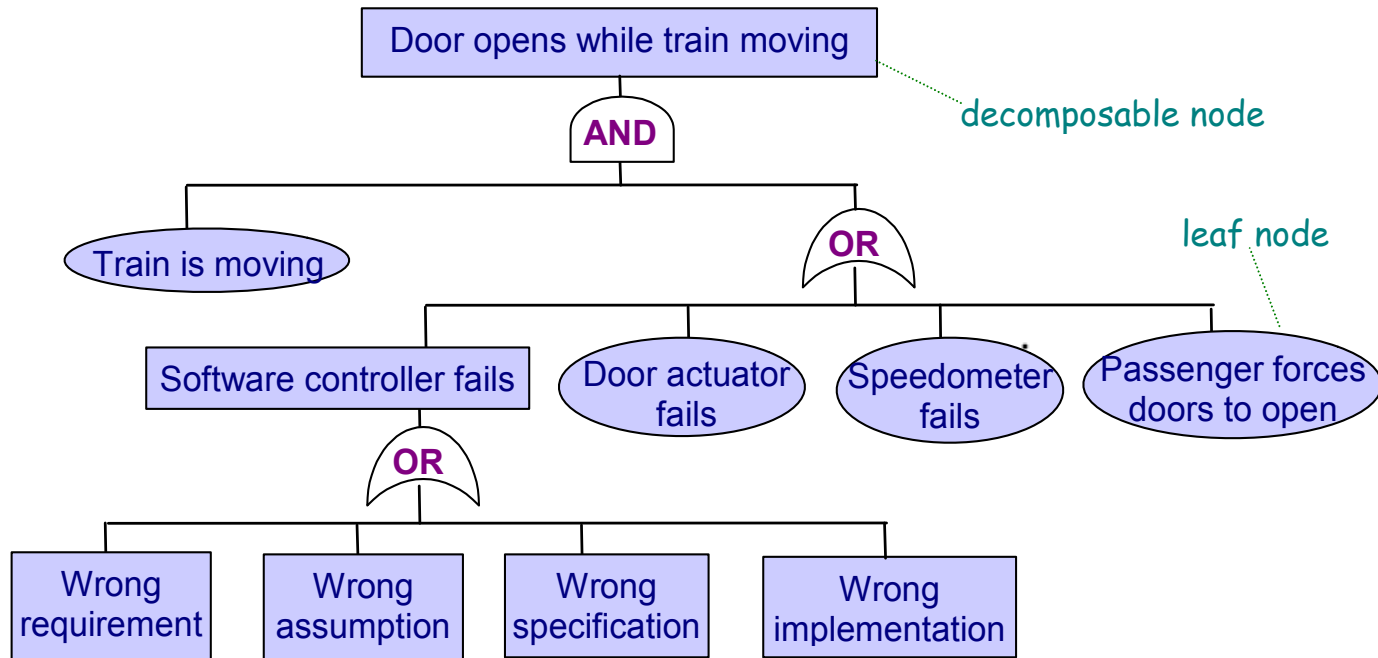 Door opens while train moving
decomposable node
AND
leaf node
Train is moving
OR
Software controller fails
Door actuator
fails
Speedometer
fails
Passenger forces
doors to open
OR
Wrong
requirement
Wrong
assumption
Wrong
specification
Wrong
implementation